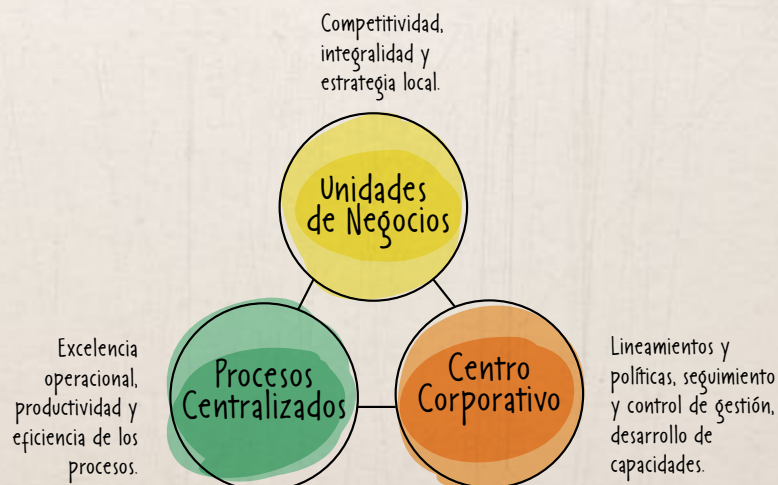 Competitividad,
integralidad y
estrategia local.
Unidades
de Negocios
Excelencia
operacional,
productividad y
eficiencia de los
procesos.
Procesos
Centralizados
Centro
Corporativo
Lineamientos y
políticas, seguimiento
y control de gestión,
desarrollo de
capacidades.